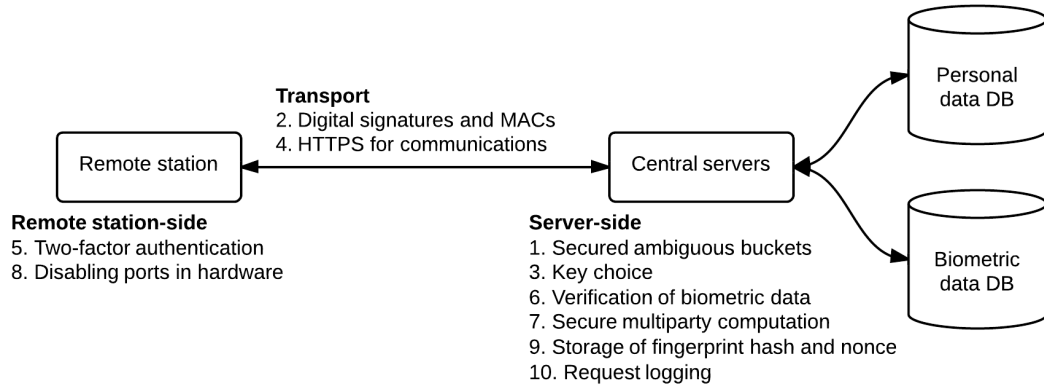 Personal
data DB
Transport
2. Digital signatures and MACs
4. HTTPS for communications
Remote station
Central servers
Remote station-side
5. Two-factor authentication
8. Disabling ports in hardware
Server-side
1. Secured ambiguous buckets
3. Key choice
6. Verification of biometric data
7. Secure multiparty computation
9. Storage of fingerprint hash and nonce
10. Request logging
Biometric
data DB